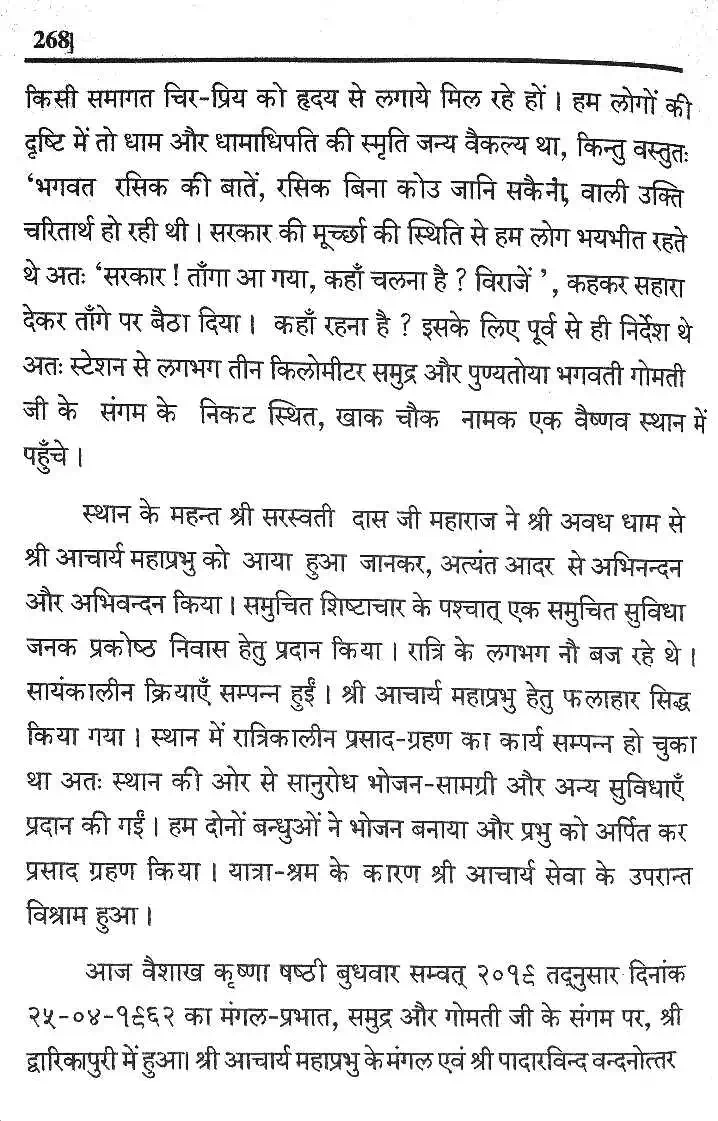 268
किसी समागत चिर-प्रिय को हृदय से लगाये मिल रहे हों। हम लोगों की
दृष्टि में तो धाम और धामाधिपति की स्मृति जन्य वैकल्य था, किन्तु वस्तुतः
‘भगवत रसिक की बातें, रसिक बिना कोउ जानि सकैना, वाली उक्ति
चरितार्थ हो रही थी। सरकार की मूर्च्छा की स्थिति से हम लोग भयभीत रहते
थे अतः ‘सरकार ! ताँगा आ गया, कहाँ चलना है ? विराजें ’, कहकर सहारा
देकर ताँगे पर बैठा दिया। कहाँ रहना है ? इसके लिए पूर्व से ही निर्देश थे
अतः स्टेशन से लगभग तीन किलोमीटर समुद्र और पुण्यतोया भगवती गोमती
जी के संगम के निकट स्थित, खाक चौक नामक एक वैष्णव स्थान में
पहुँचे।
स्थान के महन्त श्री सरस्वती दास जी महाराज ने श्री अवध धाम से
श्री आचार्य महाप्रभु को आया हुआ जानकर, अत्यंत आदर से अभिनन्दन
और अभिवन्दन किया। समुचित शिष्टाचार के पश्चात् एक समुचित सुविधा
जनक प्रकोष्ठ निवास हेतु प्रदान किया। रात्रि के लगभग नौ बज रहे थे।
सायंकालीन क्रियाएँ सम्पन्न हुईं। श्री आचार्य महाप्रभु हेतु फलाहार सिद्ध
किया गया। स्थान में रात्रिकालीन प्रसाद-ग्रहण का कार्य सम्पन्न हो चुका
था अतः स्थान की ओर से सानुरोध भोजन-सामग्री और अन्य सुविधाएँ
प्रदान की गईं। हम दोनों बन्धुओं ने भोजन बनाया और प्रभु को अर्पित कर
प्रसाद ग्रहण किया। यात्रा-श्रम के कारण श्री आचार्य सेवा के उपरान्त
विश्राम हुआ।
आज वैशाख कृष्णा षष्ठी बुधवार सम्वत् २०१९ तद्नुसार दिनांक
२५-०४-१९६२ का मंगल-प्रभात, समुद्र और गोमती जी के संगम पर, श्री
द्वारिकापुरी में हुआ। श्री आचार्य महाप्रभु के मंगल एवं श्री पादारविन्द वन्दनोत्तर